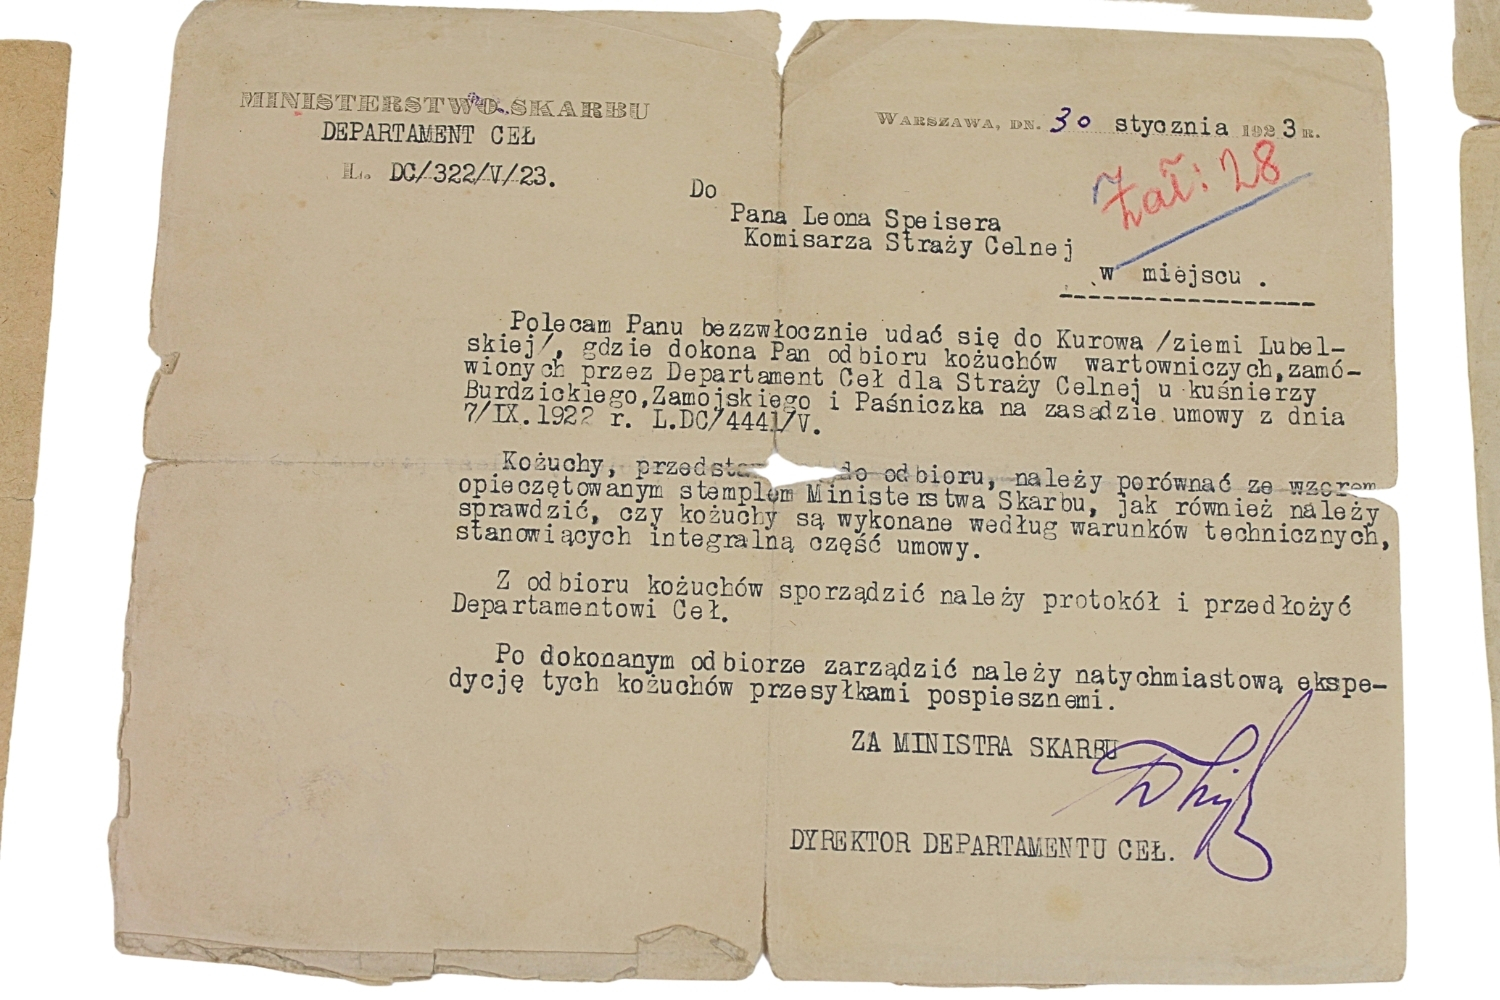 MINISTERSTWO SKARBU
DEPARTAMENT CEŁ
L. DC/322/V/23.
WARSZAWA, DN. 30 stycznia 1923 R.
Zał: 28
Do
Pana Leona Speisera
Komisarza Straży Celnej
w miejscu .
Polecam Panu bezzwłocznie udać się do Kurowa /ziemi Lubel-
skiej/, gdzie dokona Pan odbioru kożuchów wartowniczych,zamó-
wionych przez Departament Ceł dla Straży Celnej u kuśnierzy
Burdzickiego,Zamojskiego i Paśniczka na zasadzie umowy z dnia
7/IX.1922 r. L.DC/4441/V.
Kożuchy, przedsta do odbioru, należy porównać ze wzorem
opieczętowanym stemplem Ministerstwa Skarbu, jak również należy
sprawdzić, czy kożuchy są wykonane według warunków technicznych,
stanowiących integralną część umowy.
Z odbioru kożuchów sporządzić należy protokół i przedłożyć
Departamentowi Ceł.
Po dokonanym odbiorze zarządzić należy natychmiastową ekspe-
dycję tych kożuchów przesyłkami pospiesznemi.
ZA MINISTRA SKARBU
DYREKTOR DEPARTAMENTU CEŁ.